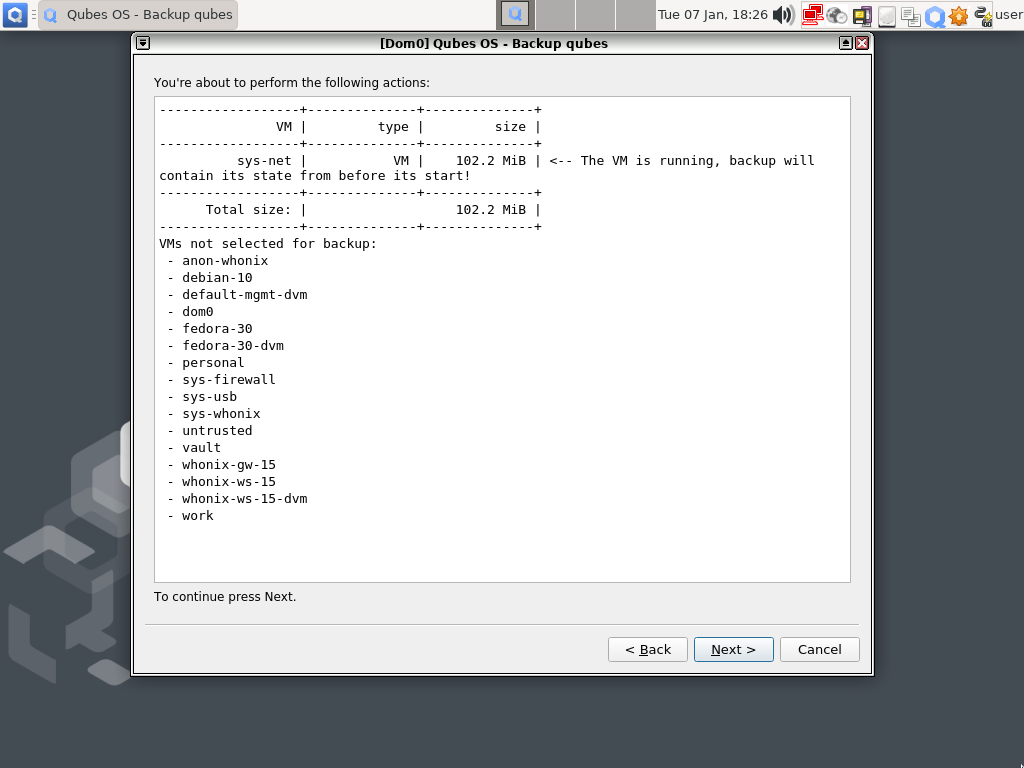 Qubes OS - Backup qubes
Tue 07 Jan, 18:26
user
[Dom0] Qubes OS - Backup qubes
You're about to perform the following actions:
------------------+--------------+--------------+
VM | type | size |
------------------+--------------+--------------+
sys-net | VM | 102.2 MiB | <-- The VM is running, backup will
contain its state from before its start!
------------------+--------------+--------------+
Total size: | 102.2 MiB |
------------------+--------------+--------------+
VMs not selected for backup:
- anon-whonix
- debian-10
- default-mgmt-dvm
- dom0
- fedora-30
- fedora-30-dvm
- personal
- sys-firewall
- sys-usb
- sys-whonix
- untrusted
- vault
- whonix-gw-15
- whonix-ws-15
- whonix-ws-15-dvm
- work
To continue press Next.
< Back
Next >
Cancel